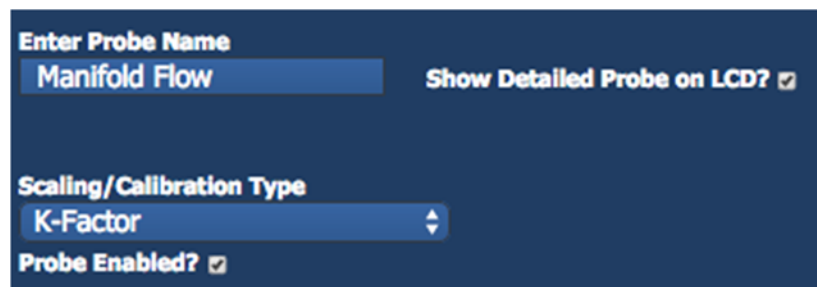 Enter Probe Name
Manifold Flow
Show Detailed Probe on LCD?
Scaling/Calibration Type
K-Factor
Probe Enabled?